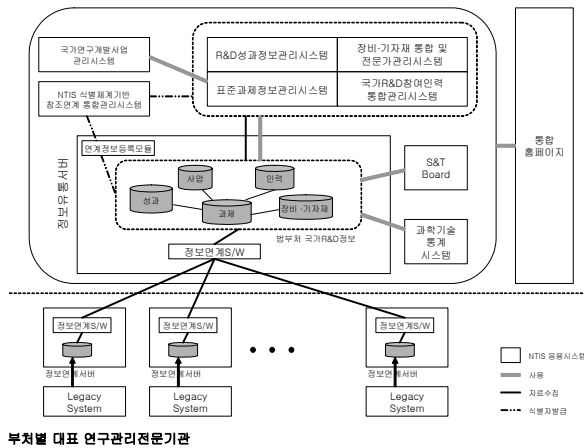 국가연구개발사업
관리시스템
R&D성과정보관리시스템
장비·기자재 통합 및
전문가관리시스템
NTIS 식별체계기반
참조연계 통합관리시스템
표준과제정보관리시스템
국가R&D참여인력
통합관리시스템
통합
홈페이지
정보유통서버
연계정보등록모듈
사업
인력
성과
과제
장비·기자재
범부처 국가R&D정보
S&T
Board
과학기술
통계
시스템
정보연계S/W
정보연계S/W
정보연계S/W
정보연계S/W
정보연계서버
정보연계서버
정보연계서버
Legacy
System
Legacy
System
Legacy
System
NTIS 응용시스템
사용
자료수집
식별자발급
부처별 대표 연구관리전문기관